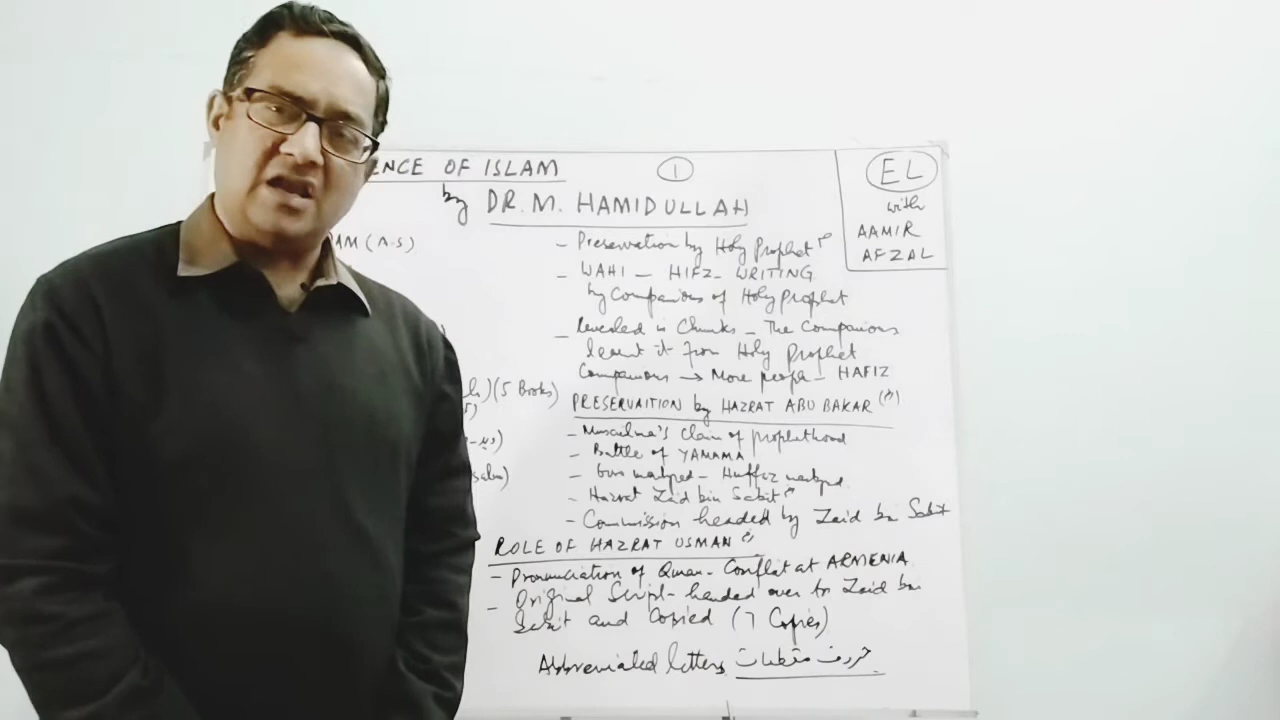 ENCE OF ISLAM
1
by DR. M. HAMIDULLAH
EL
with
AAMIR
AFZAL
AM (A.S)
(5 Books)
- Preservation by Holy Prophet
- WAHI - HIFZ - WRITING
by Companions of Holy Prophet
- Revealed in Chunks - The Companions
learnt it from Holy Prophet
Companions → More people - HAFIZ
PRESERVAITION by HAZRAT ABU BAKAR
- Musailma's Claim of prophethood
- Battle of YAMAMA
- martyred - Huffiz martyred
- Hazrat Zaid bin Sabit
- Commission headed by Zaid bin Sabit
ROLE OF HAZRAT USMAN
- Pronunciation of Quran - Conflict at ARMENIA
- Original Script - handed over to Zaid bin
Sabit and Copied (7 Copies)
Abbreviated letters حروف مقطعات